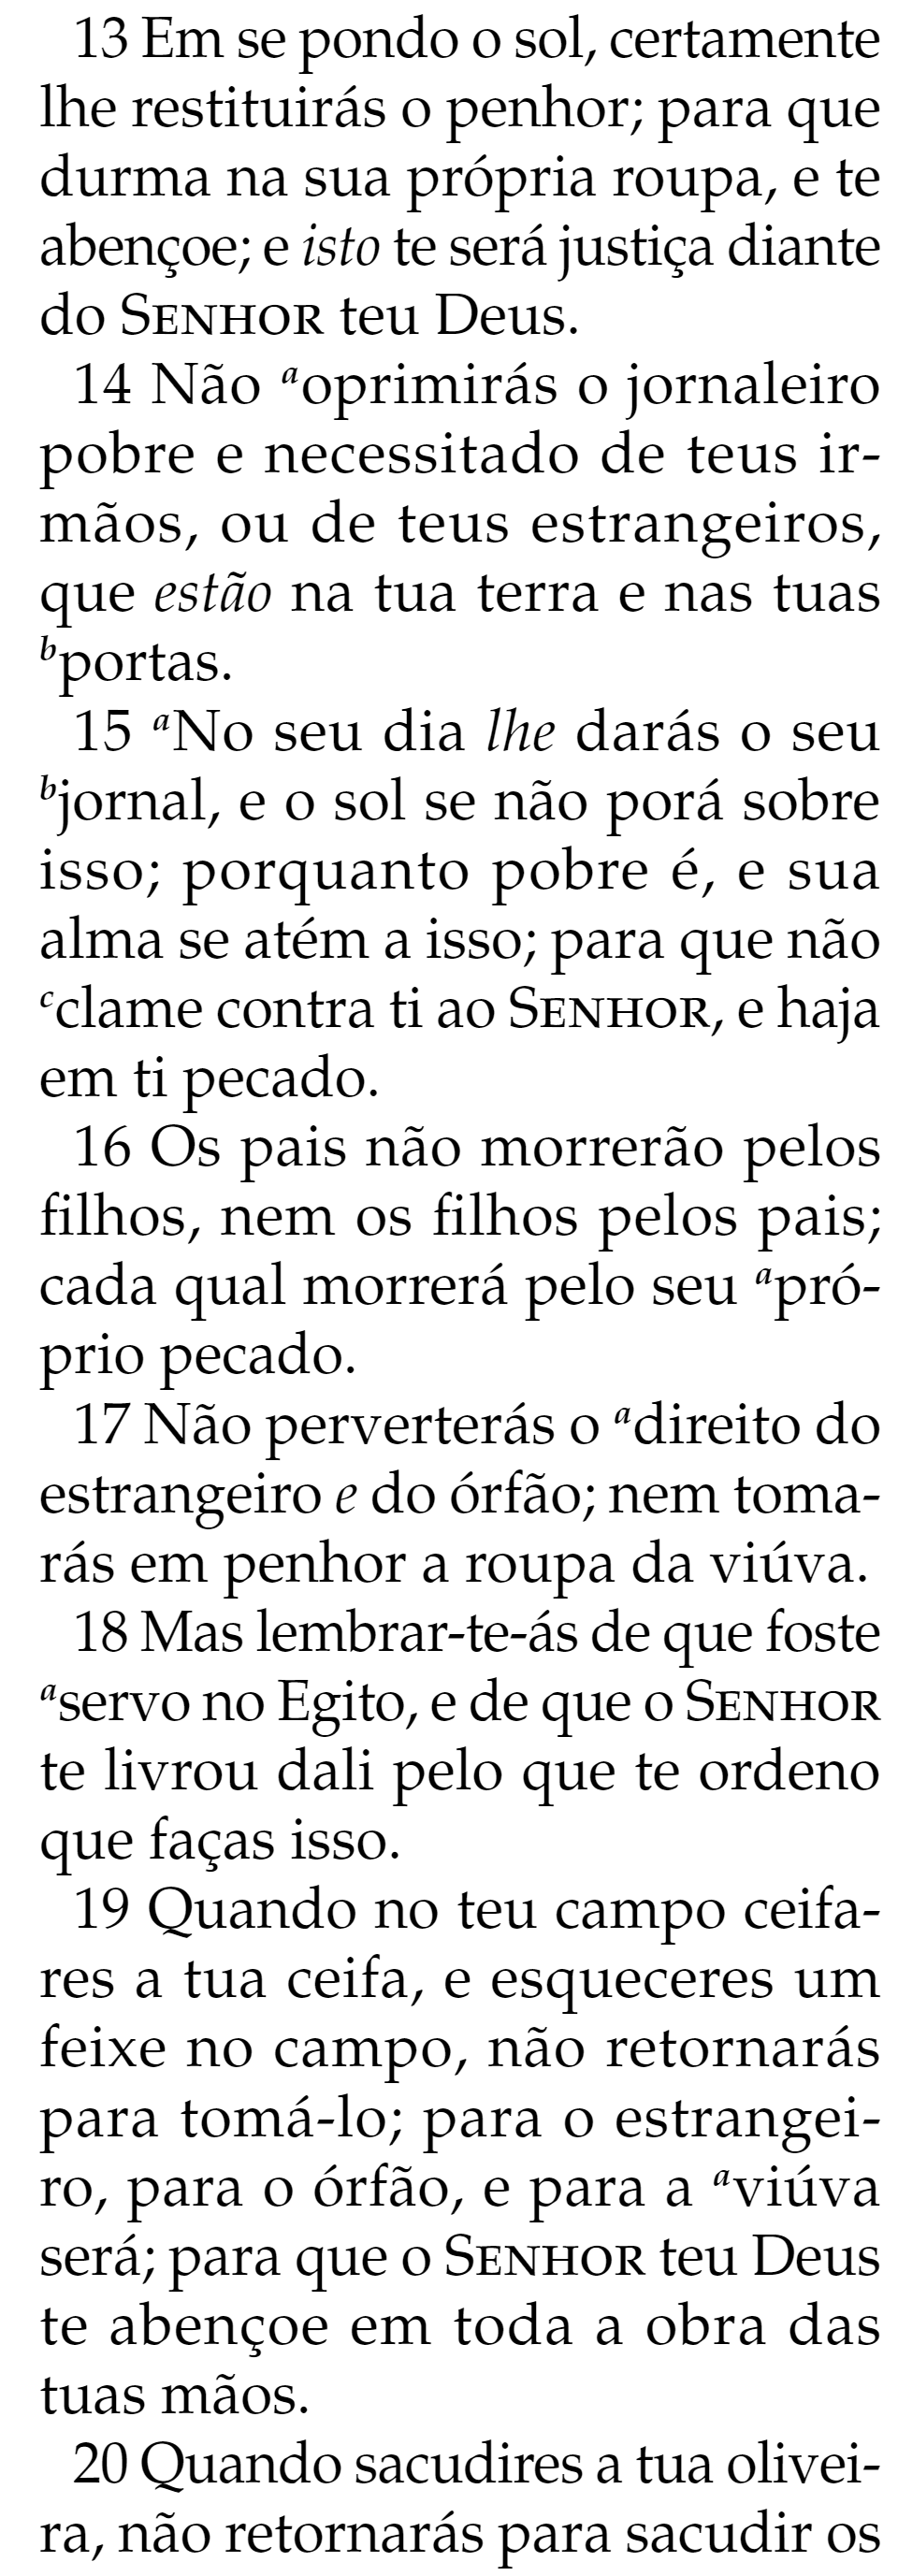 13 Em se pondo o sol, certamente
lhe restituirás o penhor; para que
durma na sua própria roupa, e te
abençoe; e isto te será justiça diante
do SENHOR teu Deus.
14 Não aoprimirás o jornaleiro
pobre e necessitado de teus ir-
mãos, ou de teus estrangeiros,
que estão na tua terra e nas tuas
bportas.
15 aNo seu dia lhe darás o seu
bjornal, e o sol se não porá sobre
isso; porquanto pobre é, e sua
alma se atém a isso; para que não
cclame contra ti ao SENHOR, e haja
em ti pecado.
16 Os pais não morrerão pelos
filhos, nem os filhos pelos pais;
cada qual morrerá pelo seu apró-
prio pecado.
17 Não perverterás o adireito do
estrangeiro e do órfão; nem toma-
rás em penhor a roupa da viúva.
18 Mas lembrar-te-ás de que foste
aservo no Egito, e de que o SENHOR
te livrou dali pelo que te ordeno
que faças isso.
19 Quando no teu campo ceifa-
res a tua ceifa, e esqueceres um
feixe no campo, não retornarás
para tomá-lo; para o estrangei-
ro, para o órfão, e para a aviúva
será; para que o SENHOR teu Deus
te abençoe em toda a obra das
tuas mãos.
20 Quando sacudires a tua olivei-
ra, não retornarás para sacudir os